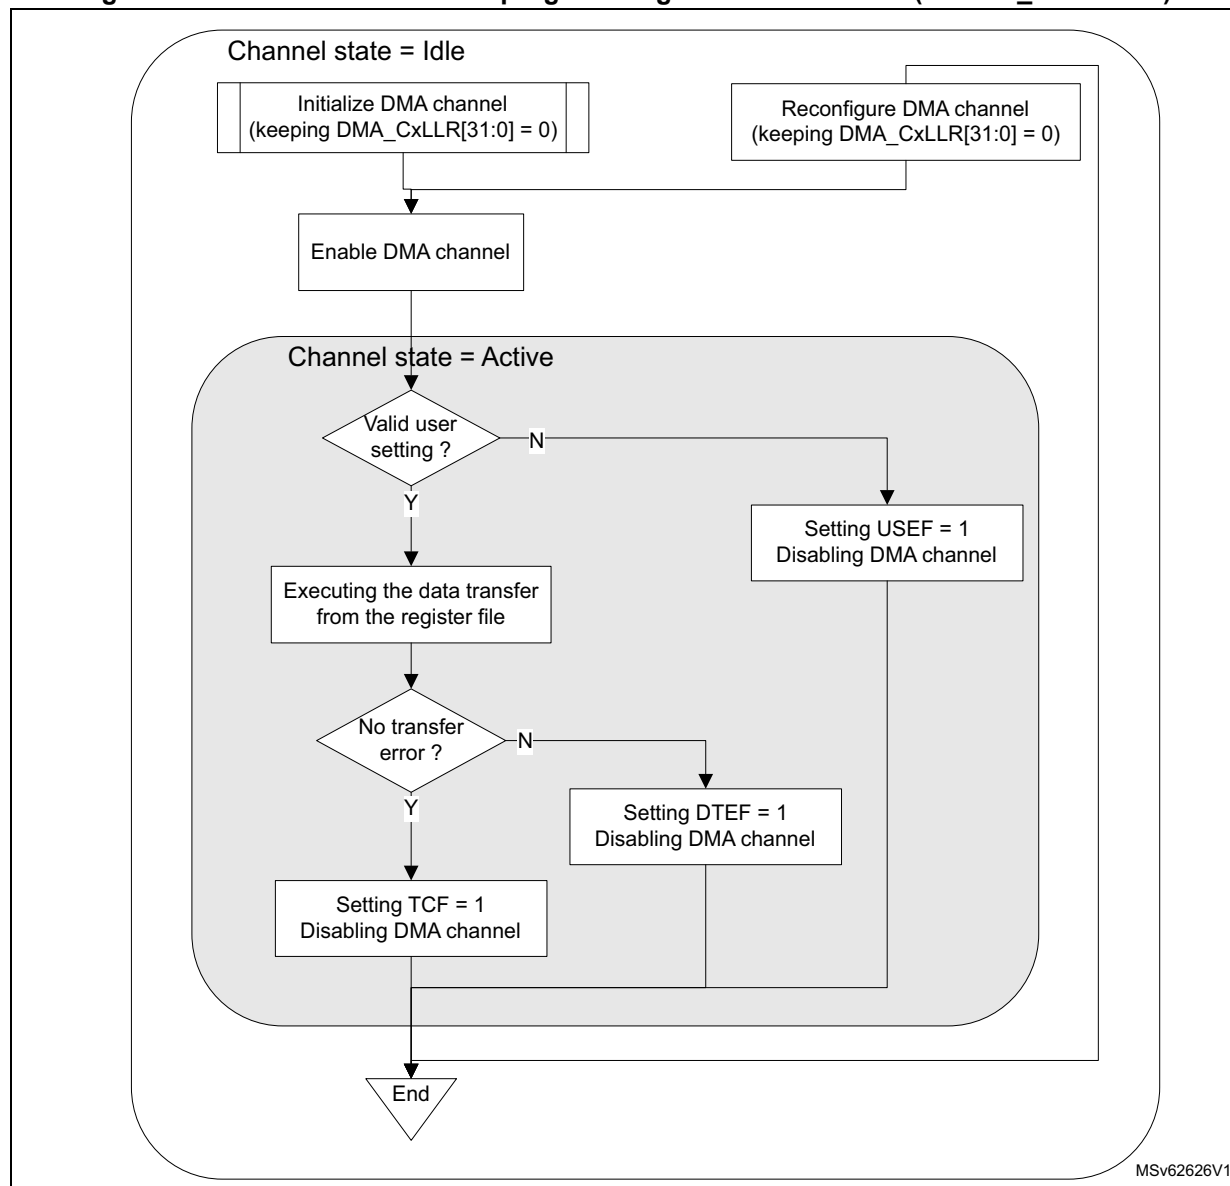 Channel state = Idle
Initialize DMA channel
(keeping DMA_CxLLR[31:0] = 0)
Reconfigure DMA channel
(keeping DMA_CxLLR[31:0] = 0)
Enable DMA channel
Channel state = Active
Valid user
setting ?
N
Y
Setting USEF = 1
Disabling DMA channel
Executing the data transfer
from the register file
No transfer
error ?
N
Y
Setting DTEF = 1
Disabling DMA channel
Setting TCF = 1
Disabling DMA channel
End
MSv62626V1